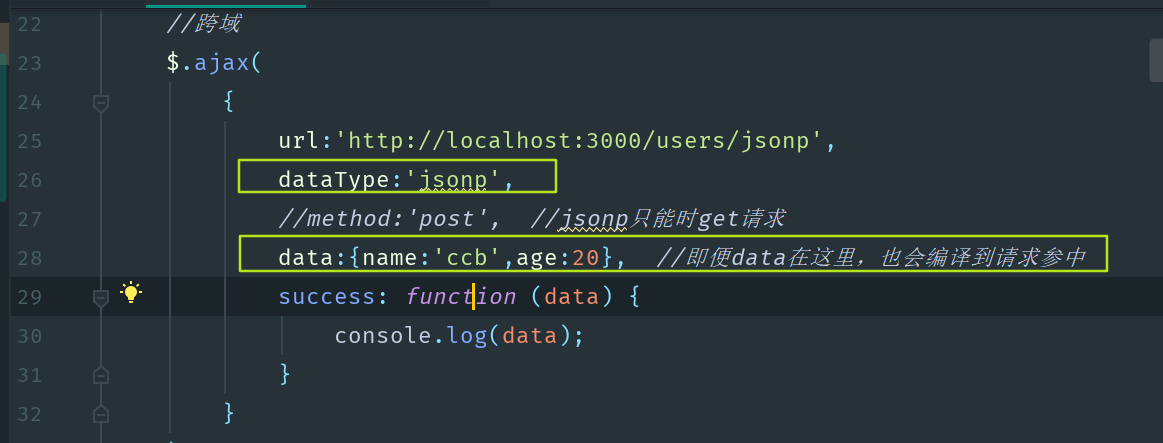 22 //跨域
23 $.ajax(
24 {
25 url:'http://localhost:3000/users/jsonp',
26 dataType:'jsonp',
27 //method:'post', //jsonp只能时get请求
28 data:{name:'ccb',age:20}, //即便data在这里，也会编译到请求参中
29 success: function (data) {
30 console.log(data);
31 }
32 }